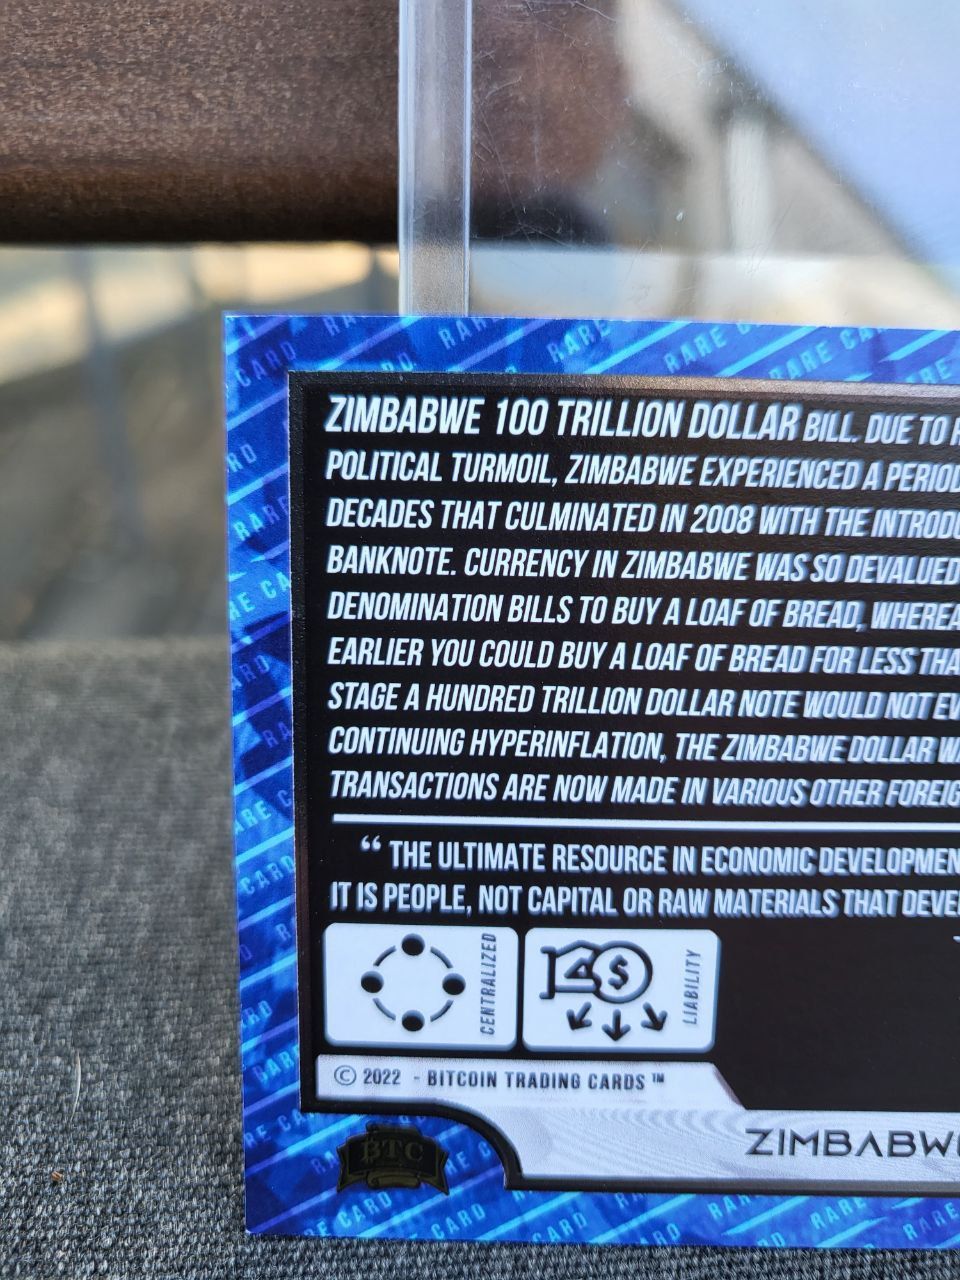 ZIMBABWE 100 TRILLION DOLLAR BILL. DUE TO
POLITICAL TURMOIL, ZIMBABWE EXPERIENCED A PERIOD
DECADES THAT CULMINATED IN 2008 WITH THE
BANKNOTE. CURRENCY IN ZIMBABWE WAS SO DEVALUED
DENOMINATION BILLS TO BUY A LOAF OF BREAD,
EARLIER YOU COULD BUY A LOAF OF BREAD FOR LESS
STAGE A HUNDRED TRILLION DOLLAR NOTE WOULD NOT
CONTINUING HYPERINFLATION, THE ZIMBABWE DOLLAR
TRANSACTIONS ARE NOW MADE IN VARIOUS OTHER
“ THE ULTIMATE RESOURCE IN ECONOMIC
IT IS PEOPLE, NOT CAPITAL OR RAW MATERIALS THAT
CENTRALIZED
$
LIABILITY
© 2022 - BITCOIN TRADING CARDS ™
ZIMBABWE
BTC
RARE CARD